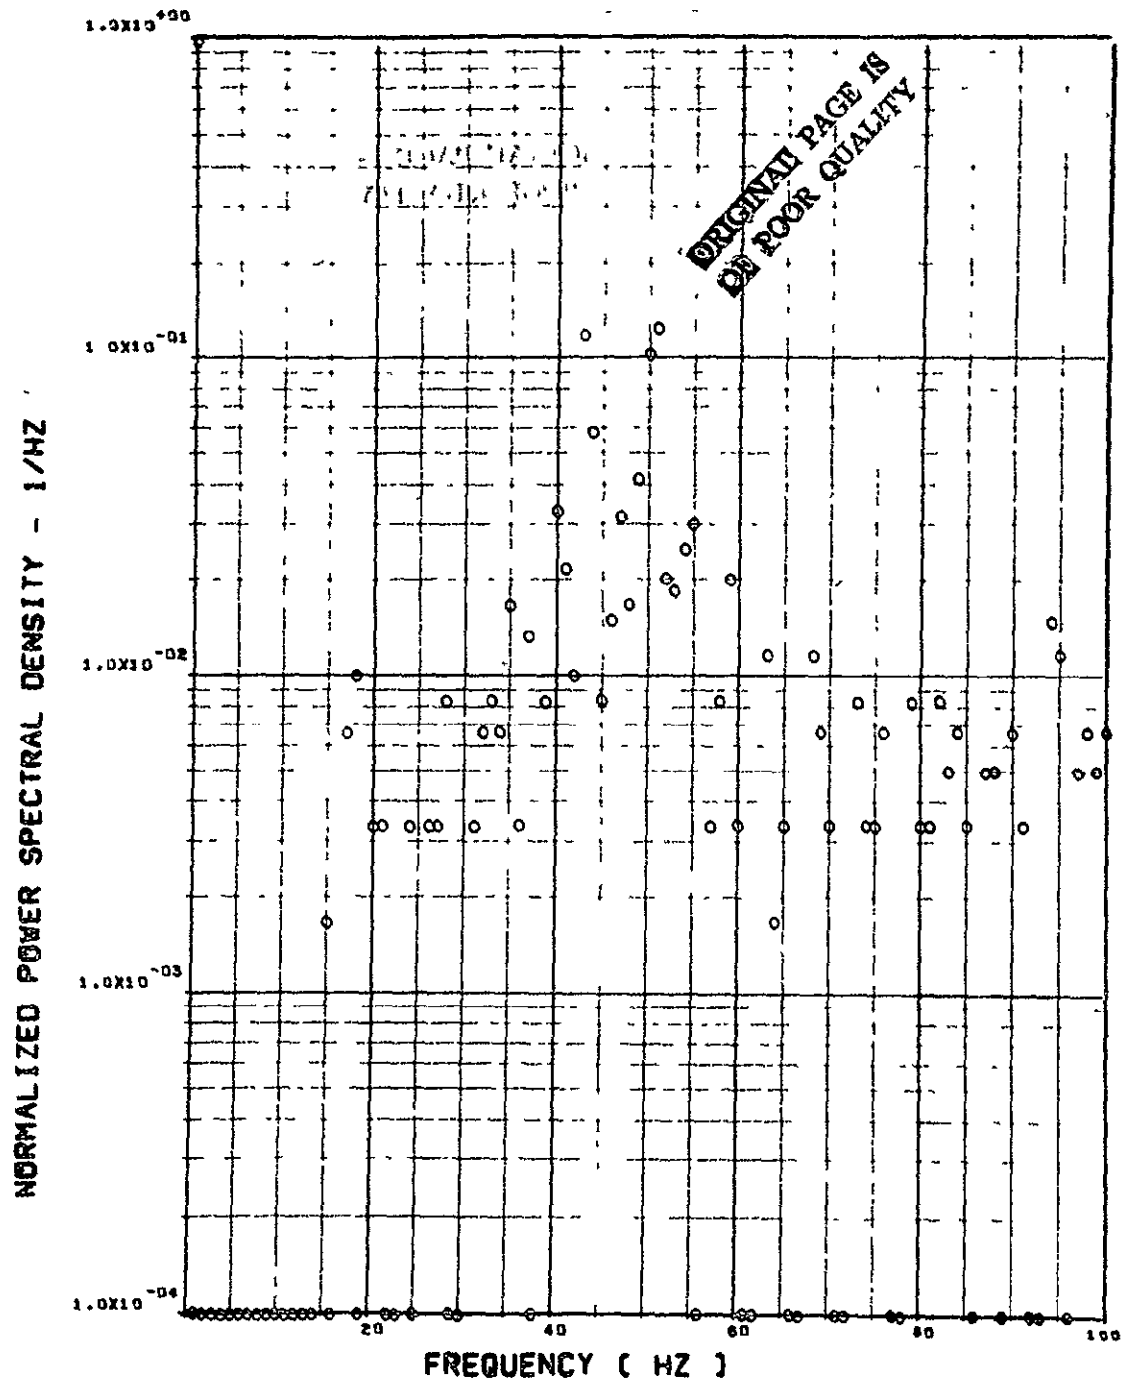 1.0X10+00
ORIGINAL PAGE IS
OF POOR QUALITY
1.0X10-01
NORMALIZED POWER SPECTRAL DENSITY - 1/HZ
1.0X10-02
1.0X10-03
1.0X10-04
20 40 60 80 100
FREQUENCY ( HZ )